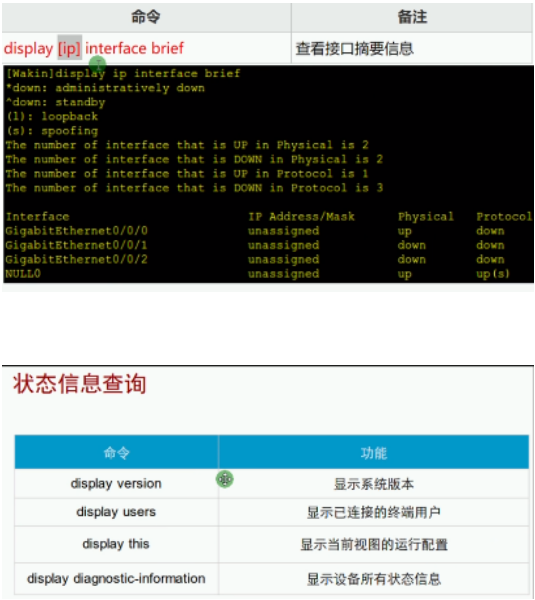 命令 备注
display [ip] interface brief 查看接口摘要信息
[Wakin]display ip interface brief
*down: administratively down
^down: standby
(l): loopback
(s): spoofing
The number of interface that is UP in Physical is 2
The number of interface that is DOWN in Physical is 2
The number of interface that is UP in Protocol is 1
The number of interface that is DOWN in Protocol is 3
Interface IP Address/Mask Physical Protocol
GigabitEthernet0/0/0 unassigned up down
GigabitEthernet0/0/1 unassigned down down
GigabitEthernet0/0/2 unassigned down down
NULL0 unassigned up up(s)
状态信息查询
命令 功能
display version 显示系统版本
display users 显示已连接的终端用户
display this 显示当前视图的运行配置
display diagnostic-information 显示设备所有状态信息